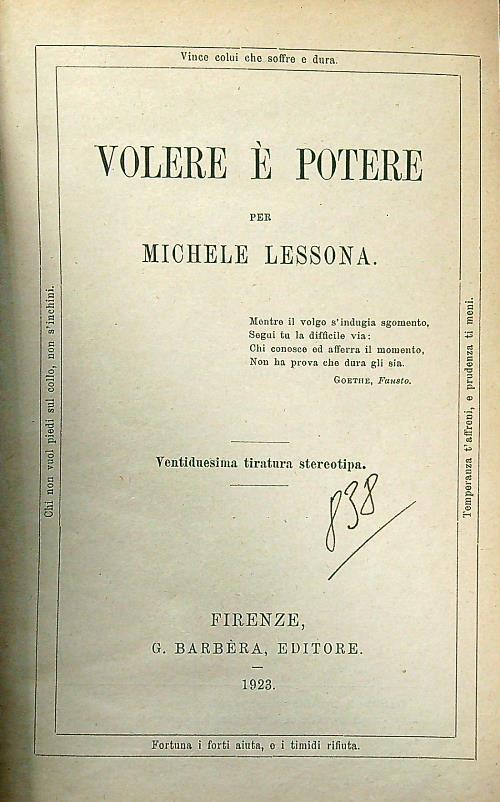 Vince colui che soffre e dura.
VOLERE È POTERE
PER
MICHELE LESSONA.
Mentre il volgo s'indugia sgomento,
Segui tu la difficile via:
Chi conosce ed afferra il momento,
Non ha prova che dura gli sia.
GOETHE, Fausto.
Chi non vuol piedi sul collo, non s'inchini.
Temperanza t'affreni, e prudenza ti meni.
Ventiduesima tiratura stereotipa.
838
FIRENZE,
G. BARBÈRA, EDITORE.
1923.
Fortuna i forti aiuta, e i timidi rifiuta.